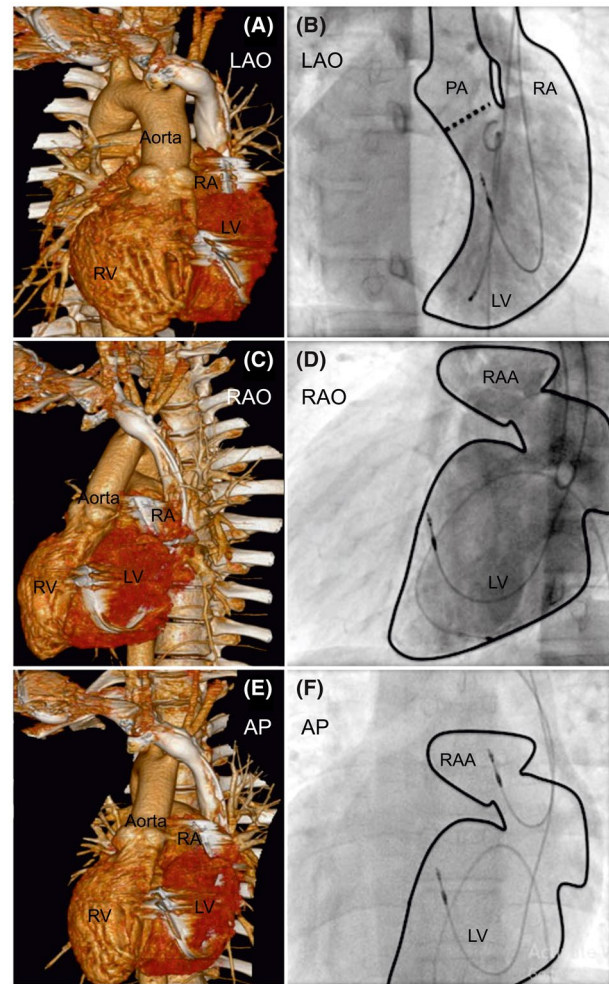 (A)
LAO
Aorta
RA
LV
RV
(B)
LAO
PA
RA
LV
(C)
RAO
Aorta
RA
RV
LV
(D)
RAO
RAA
LV
(E)
AP
Aorta
RA
RV
LV
(F)
AP
RAA
LV